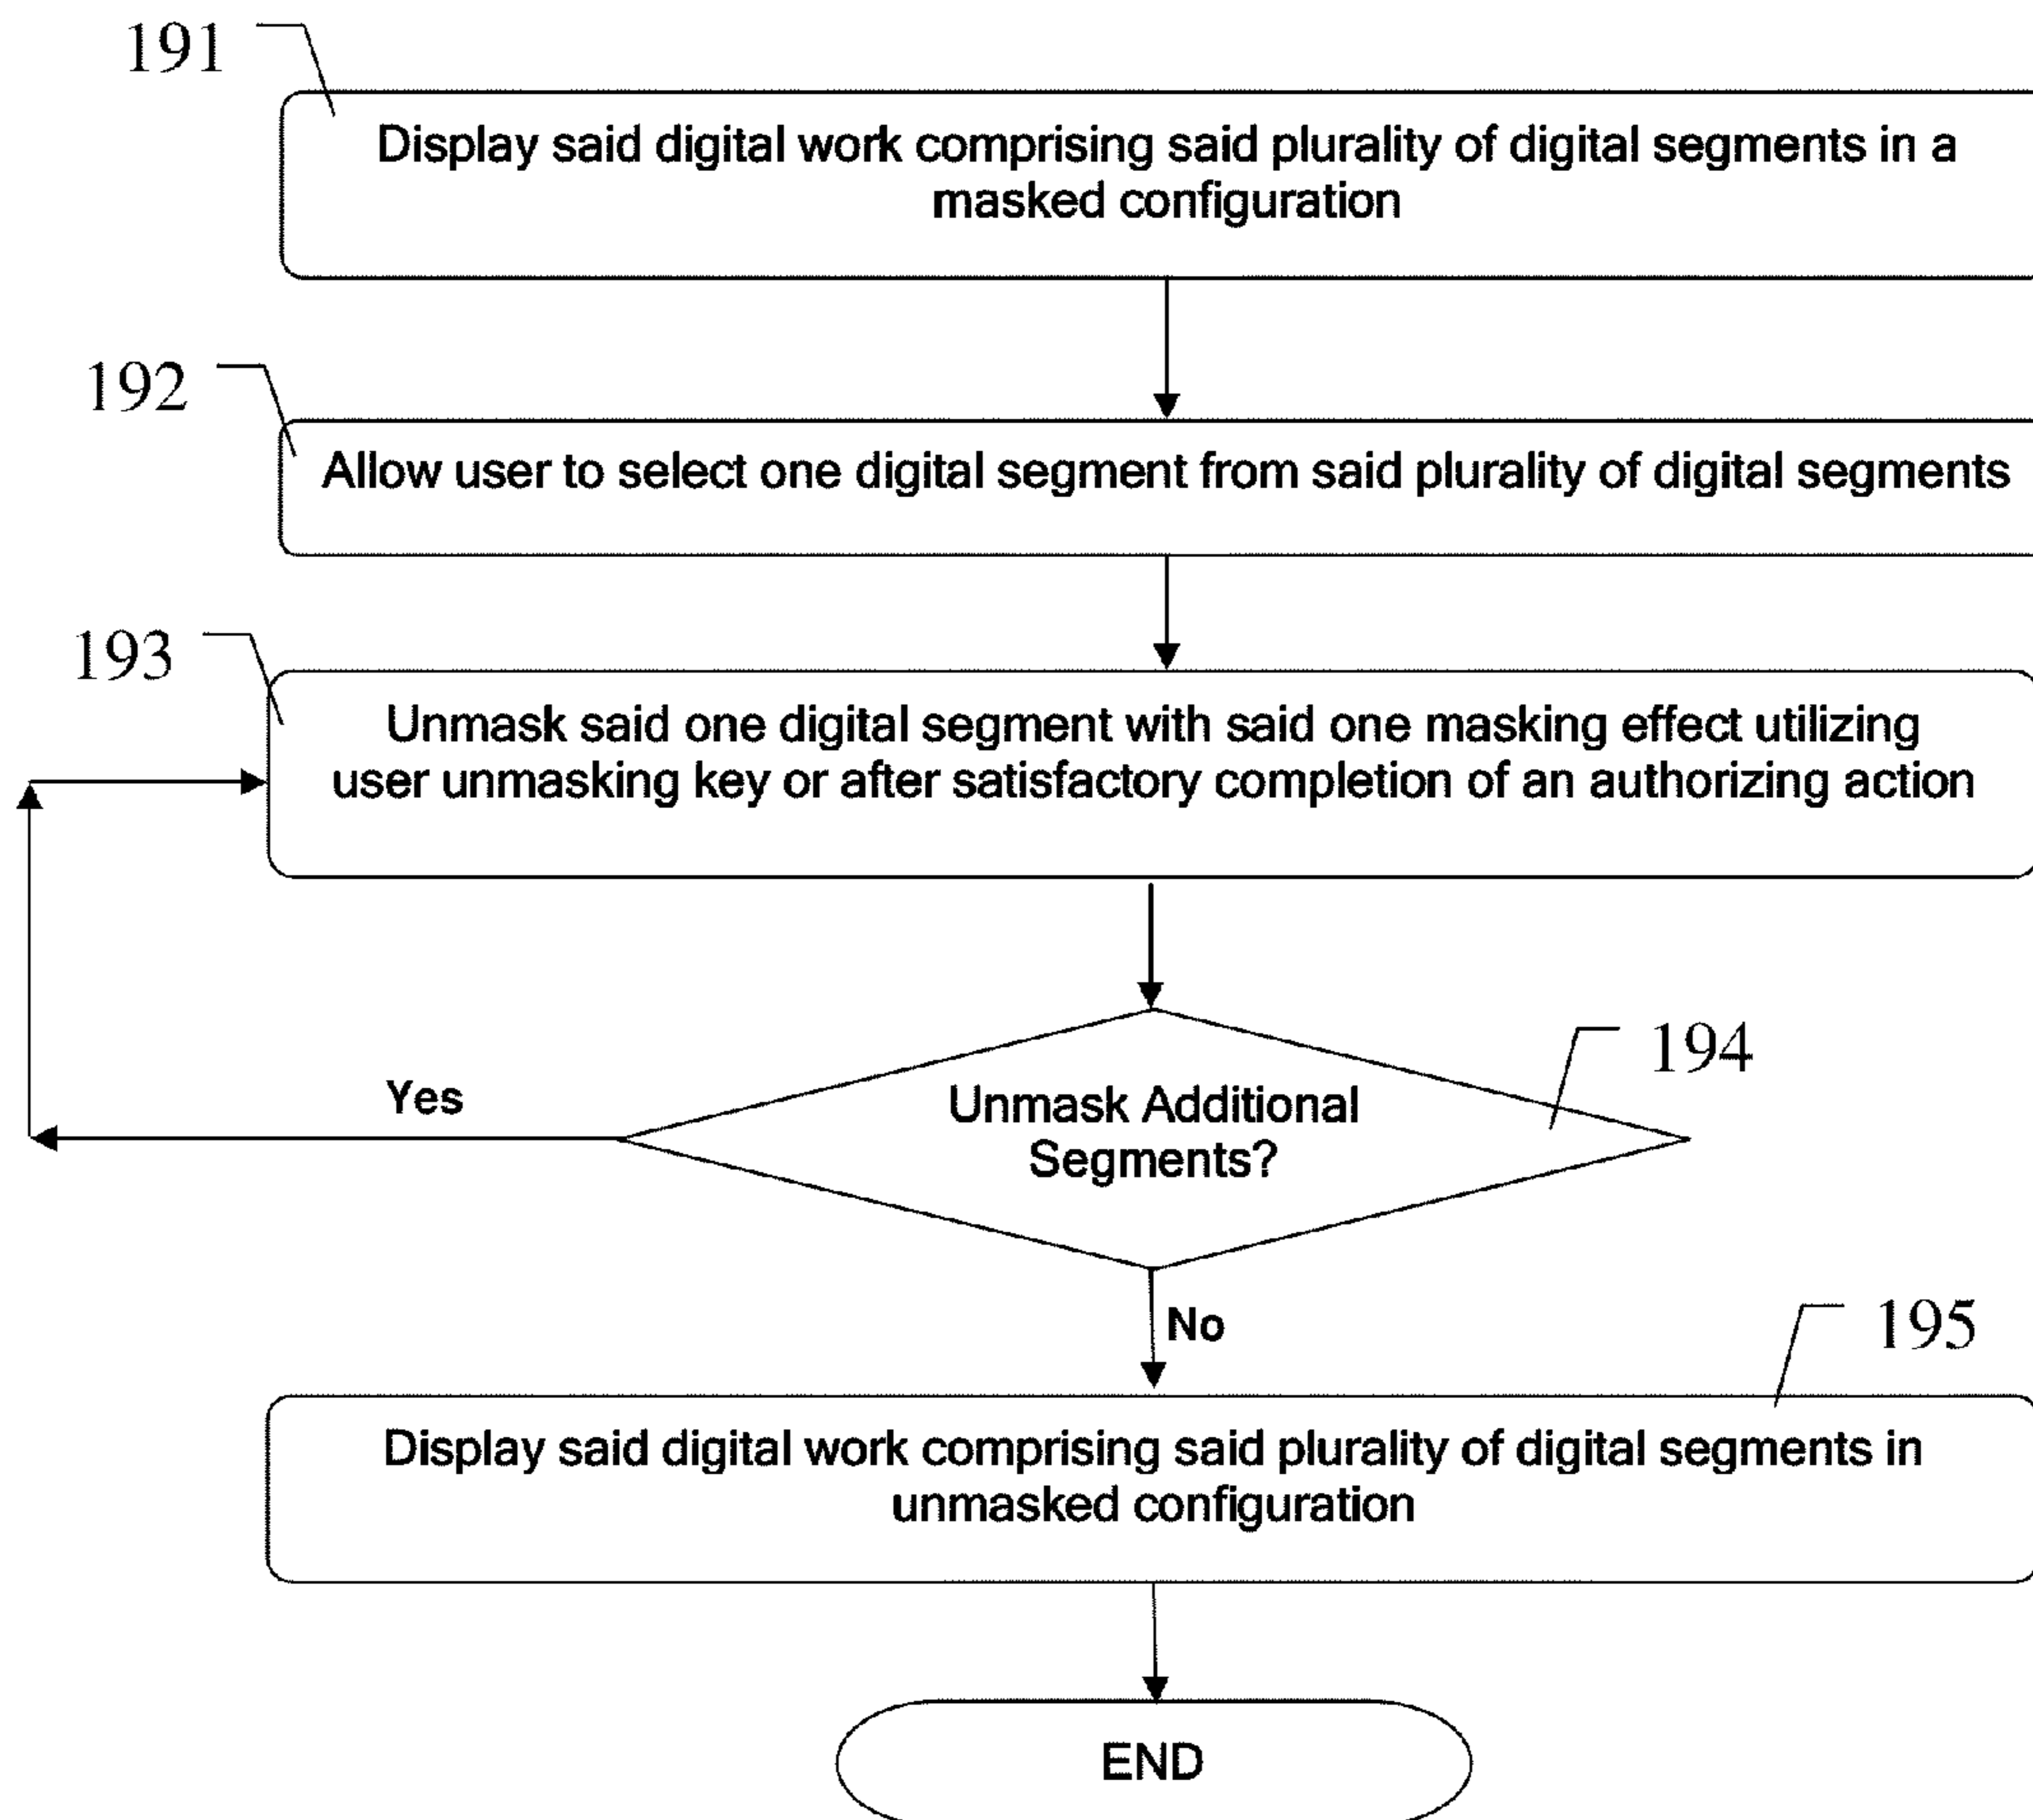 191
Display said digital work comprising said plurality of digital segments in a
masked configuration
192
Allow user to select one digital segment from said plurality of digital segments
193
Unmask said one digital segment with said one masking effect utilizing
user unmasking key or after satisfactory completion of an authorizing action
194
Yes
Unmask Additional
Segments?
No
195
Display said digital work comprising said plurality of digital segments in
unmasked configuration
END